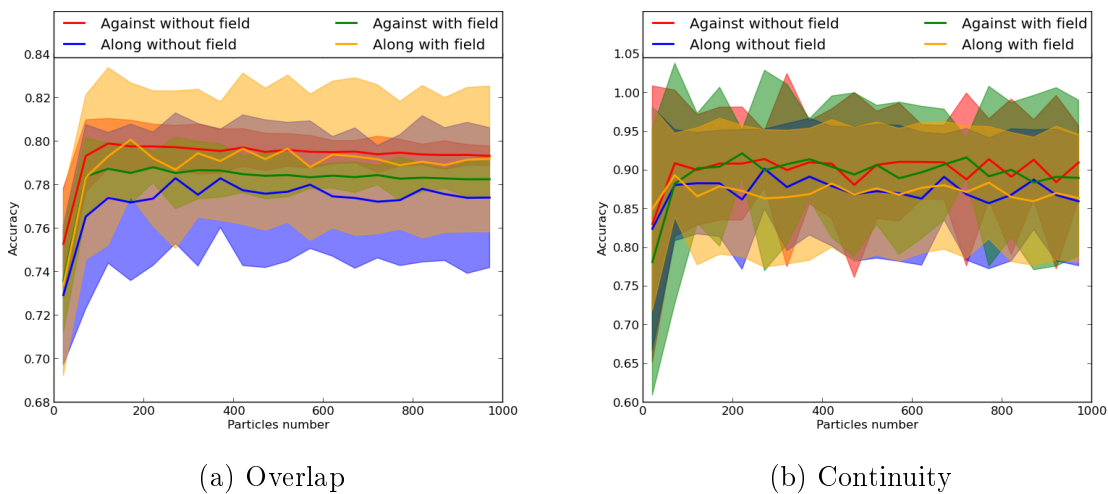 Against without field
Along without field
Against with field
Along with field
0.84
0.82
0.80
0.78
0.76
0.74
0.72
0.70
0.68
Accuracy
0
200
400
600
800
1000
Particles number
(a) Overlap
Against without field
Along without field
Against with field
Along with field
1.05
1.00
0.95
0.90
0.85
0.80
0.75
0.70
0.65
0.60
Accuracy
0
200
400
600
800
1000
Particles number
(b) Continuity